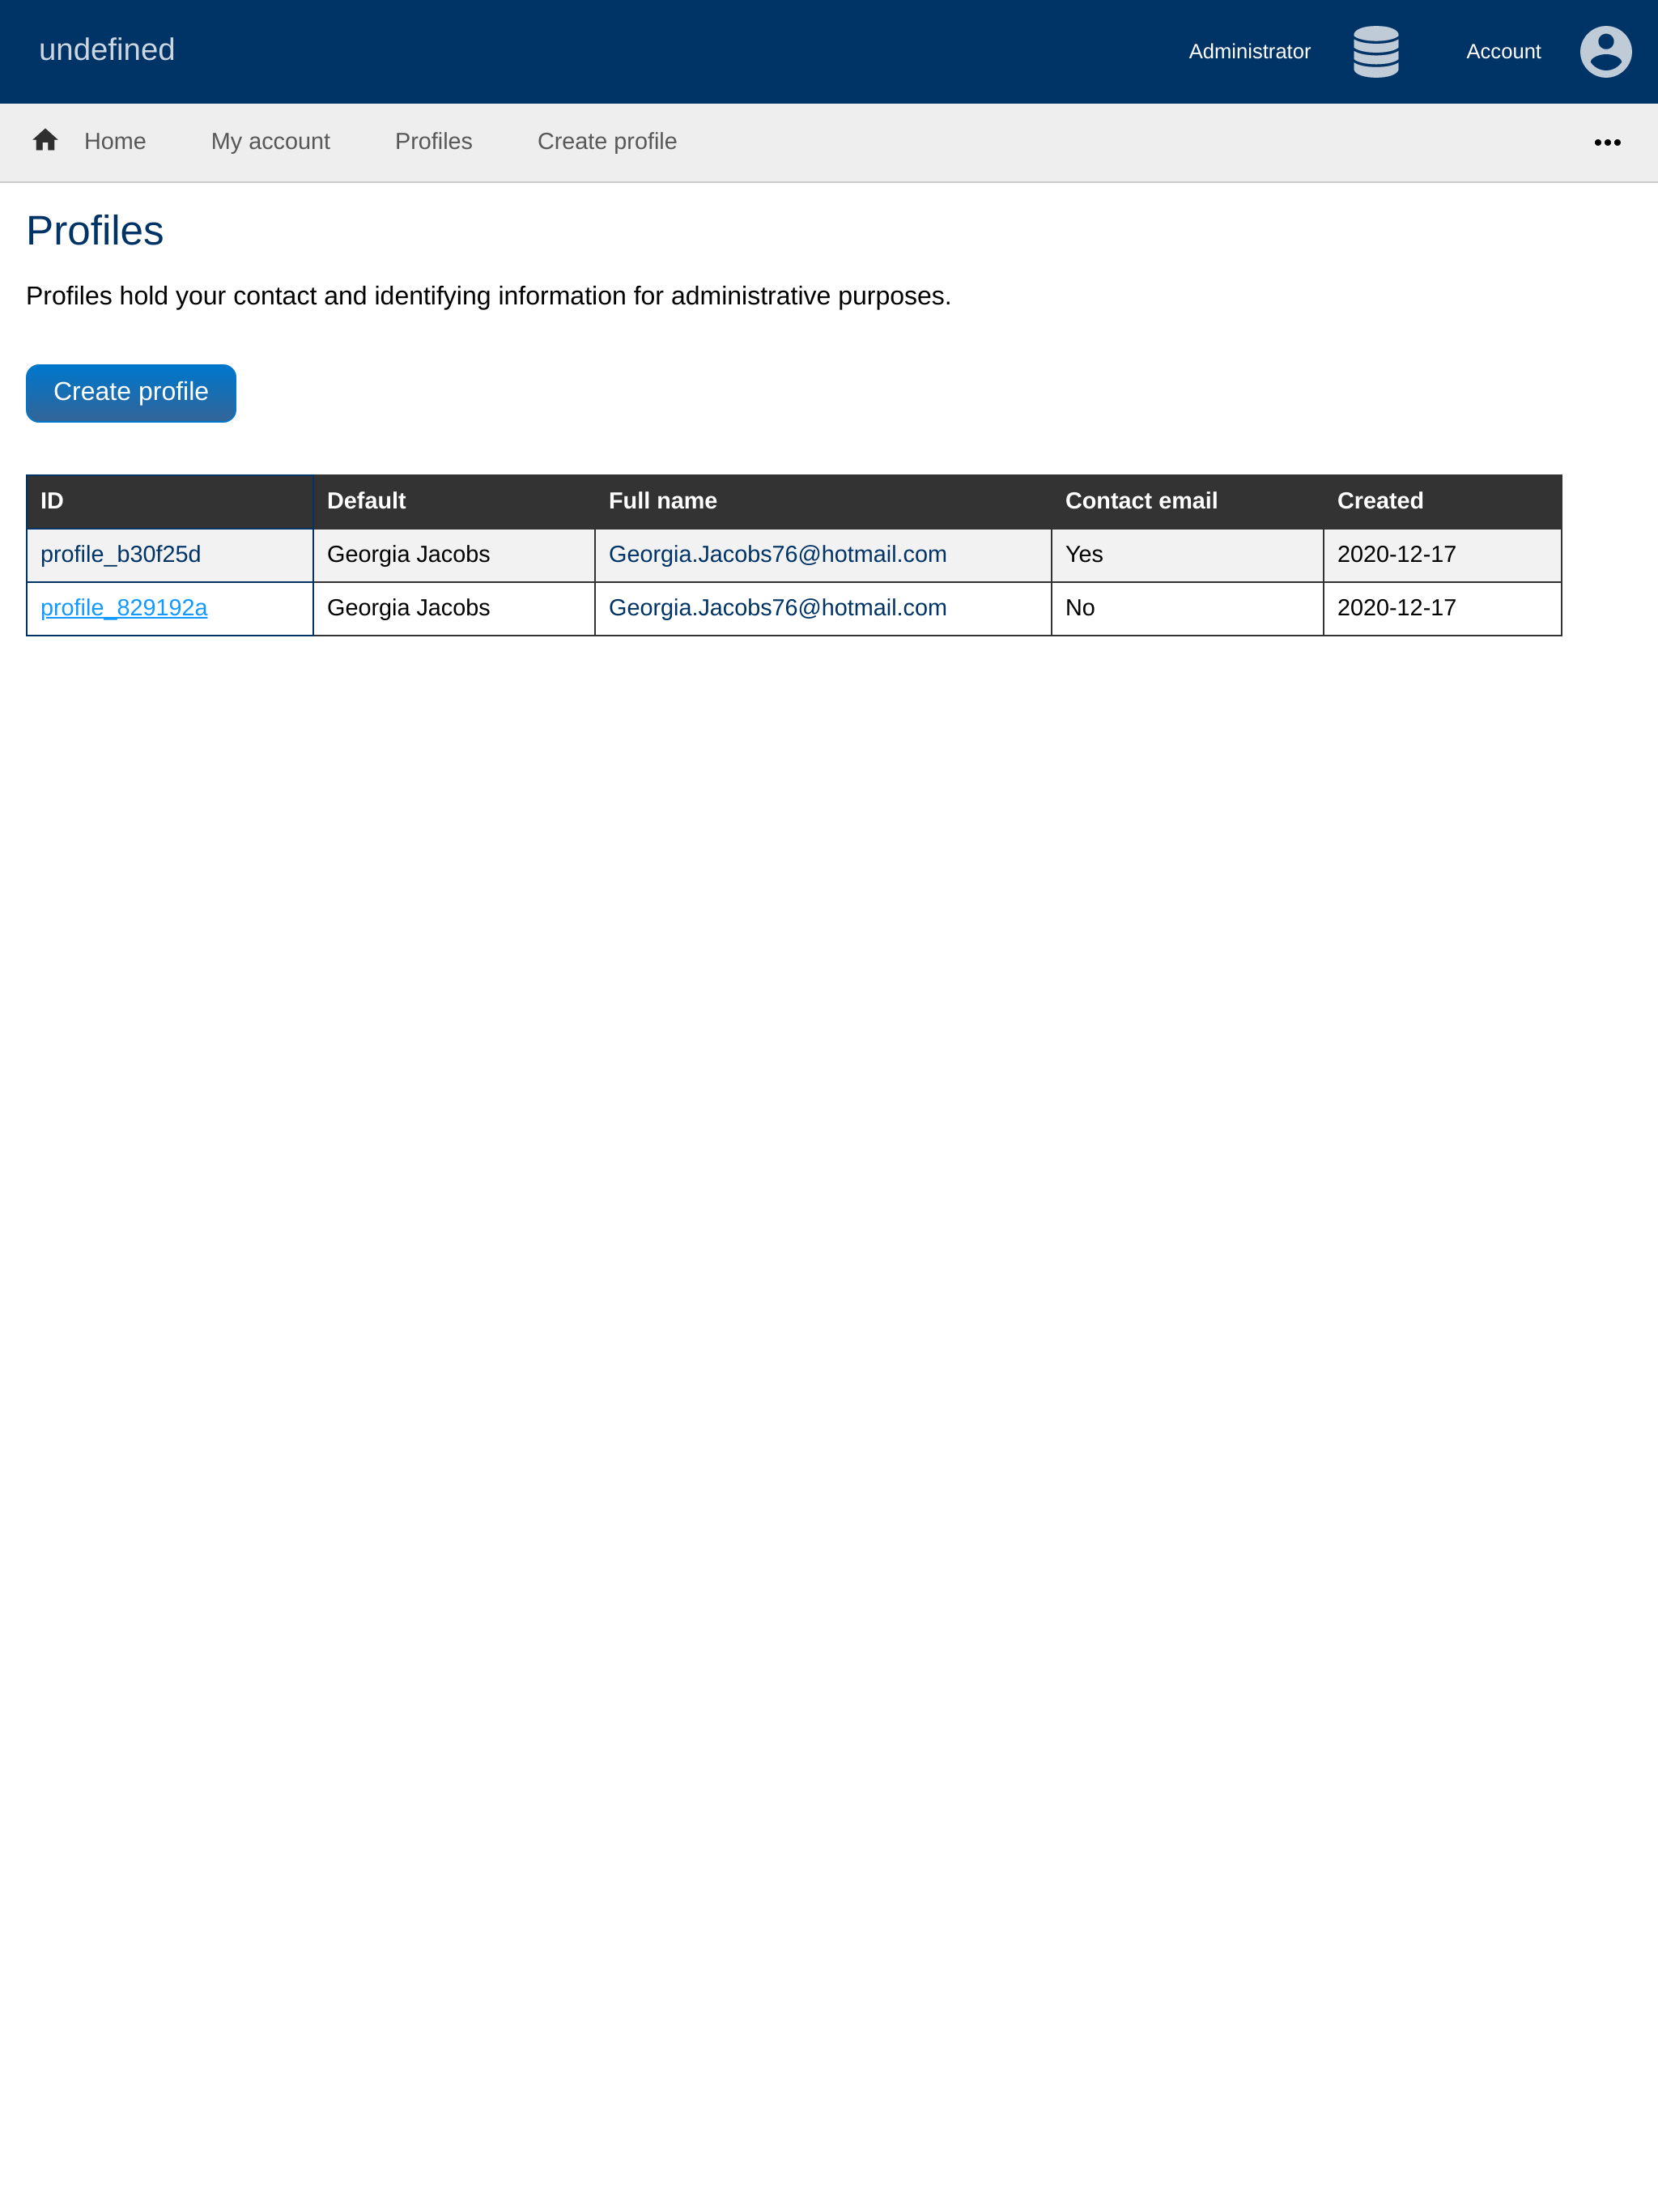 undefined Administrator Account
Home My account Profiles Create profile
Profiles
Profiles hold your contact and identifying information for administrative purposes.
Create profile
ID Default Full name Contact email Created
profile_b30f25d Georgia Jacobs Georgia.Jacobs76@hotmail.com Yes 2020-12-17
profile_829192a Georgia Jacobs Georgia.Jacobs76@hotmail.com No 2020-12-17